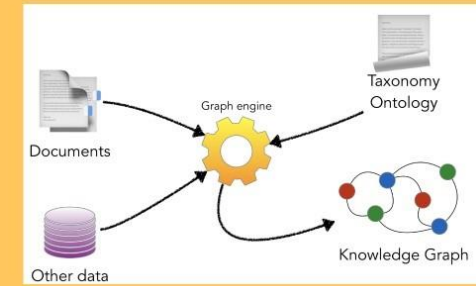 Taxonomy
Ontology
Graph engine
Documents
Knowledge Graph
Other data